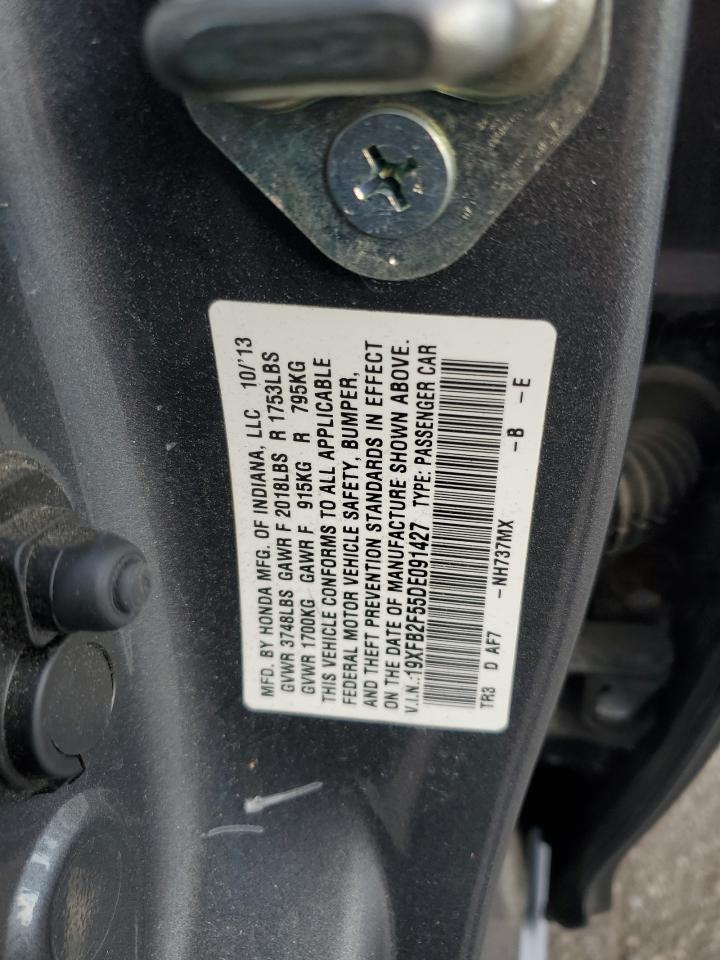 MFD. BY HONDA MFG. OF INDIANA, LLC 10/'13
GVWR 3748LBS GAWR F 2018LBS R 1753LBS
GVWR 1700KG GAWR F 915KG R 795KG
THIS VEHICLE CONFORMS TO ALL APPLICABLE
FEDERAL MOTOR VEHICLE SAFETY, BUMPER,
AND THEFT PREVENTION STANDARDS IN EFFECT
ON THE DATE OF MANUFACTURE SHOWN ABOVE.
V.I.N.:19XFB2F55DE091427 TYPE: PASSENGER CAR
TR3 D AF7 -NH737MX -B -E